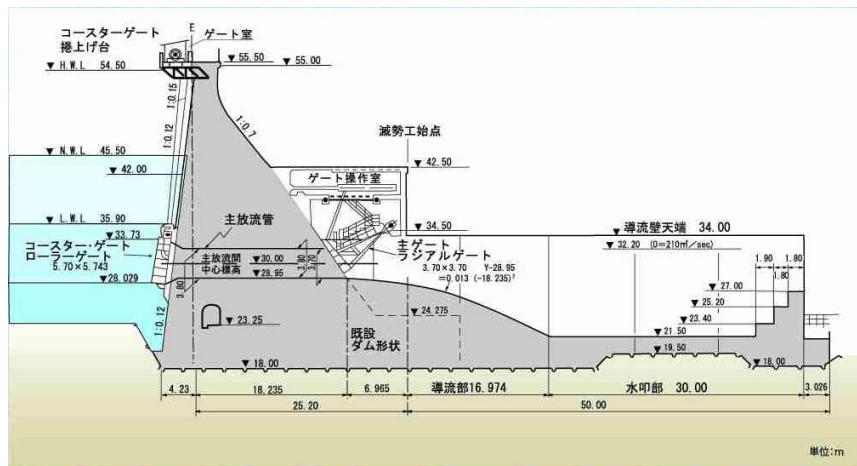 コースターゲート
捲上げ台
E
ゲート室
H.W.L 54.50
55.50
55.00
1:0.15
1:0.12
1:0.7
減勢工始点
N.W.L 45.50
42.00
42.50
ゲート操作室
L.W.L 35.90
33.73
主放流管
34.50
導流壁天端 34.00
コースター・ゲート
ローラーゲート
5.70×5.743
主放流間
中心標高
30.00
28.95
3.80
3.80
3.70
主ゲート
ラジアルゲート
3.70×3.70 Y-28.95
=0.013 (-18.235)²
32.20 (0=210m³/sec)
1.90
1.80
1.80
28.029
27.00
25.20
23.40
24.275
1:0.12
23.25
既設
ダム形状
21.50
19.50
18.00
18.00
4.23
18.235
6.965
導流部16.974
水叩部 30.00
3.026
25.20
50.00
単位:m